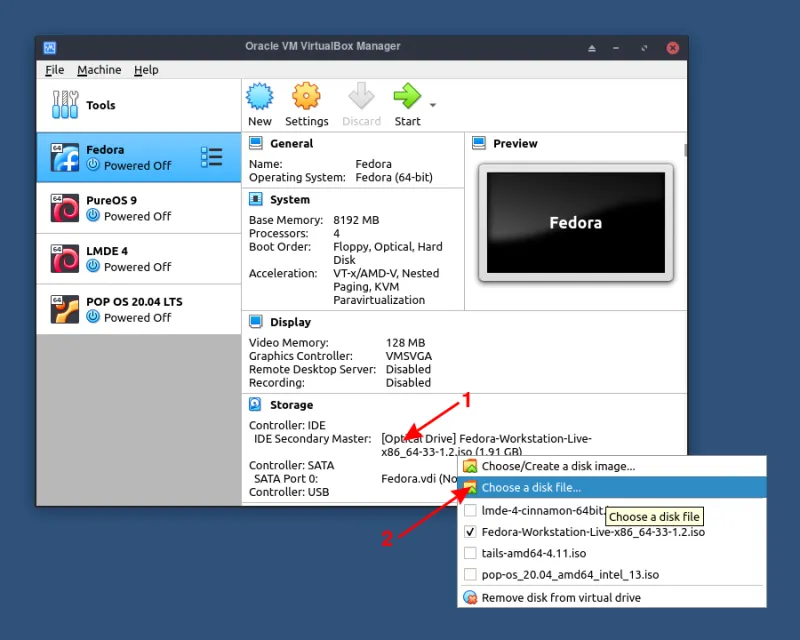 Oracle VM VirtualBox Manager
File Machine Help
Tools
New Settings Discard Start
64
Fedora
Powered Off
64
PureOS 9
Powered Off
64
LMDE 4
Powered Off
64
POP OS 20.04 LTS
Powered Off
General
Name: Fedora
Operating System: Fedora (64-bit)
System
Base Memory: 8192 MB
Processors: 4
Boot Order: Floppy, Optical, Hard
Disk
Acceleration: VT-x/AMD-V, Nested
Paging, KVM
Paravirtualization
Preview
Fedora
Display
Video Memory: 128 MB
Graphics Controller: VMSVGA
Remote Desktop Server: Disabled
Recording: Disabled
Storage
1
Controller: IDE
IDE Secondary Master: [Optical Drive] Fedora-Workstation-Live-
x86_64-33-1.2.iso (1.91 GB)
Controller: SATA
SATA Port 0: Fedora.vdi (No
Controller: USB
2
Choose/Create a disk image...
Choose a disk file...
lmde-4-cinnamon-64bit.
Choose a disk file
Fedora-Workstation-Live-x86_64-33-1.2.iso
tails-amd64-4.11.iso
pop-os_20.04_amd64_intel_13.iso
Remove disk from virtual drive